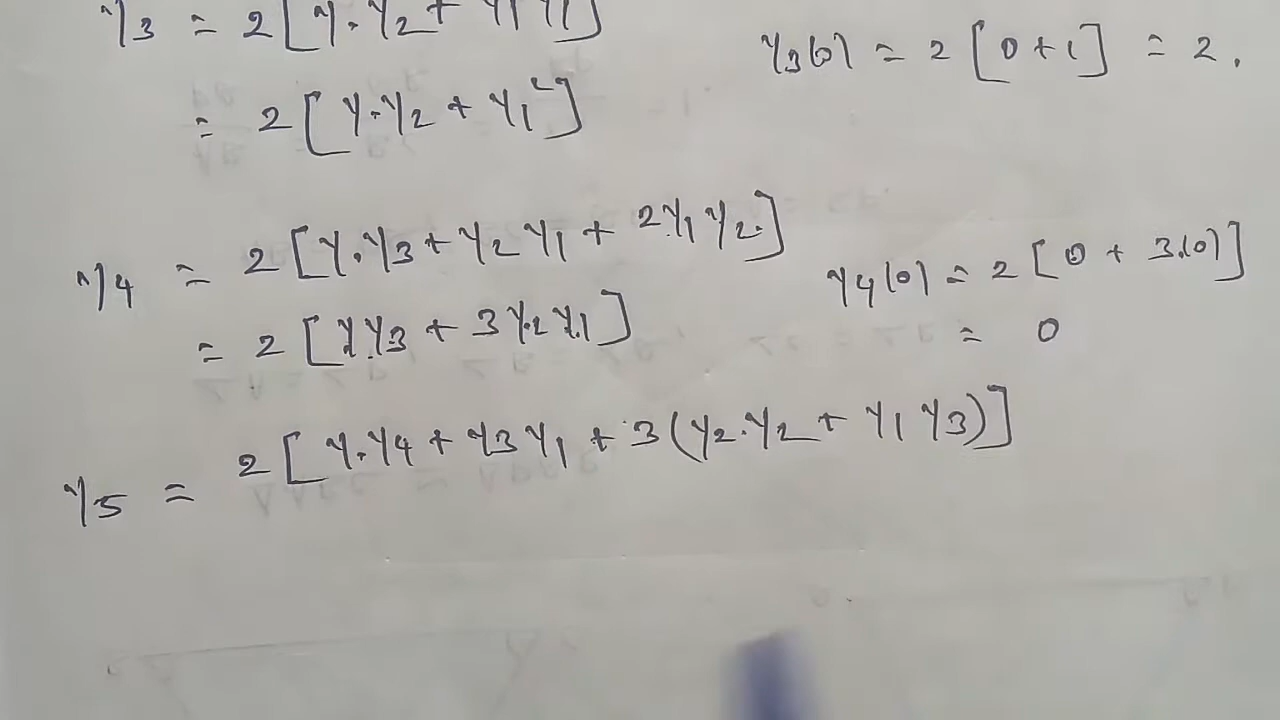 y3 = 2[y.y2 + y1 y1]
y3(0) = 2[0+1] = 2.
= 2[y.y2 + y1²]
y4 = 2[y.y3 + y2 y1 + 2y1 y2]
y4(0) = 2[0 + 3.(0)]
= 2[y y3 + 3 y2 y1]
= 0
y5 = 2[y.y4 + y3 y1 + 3(y2.y2 + y1 y3)]